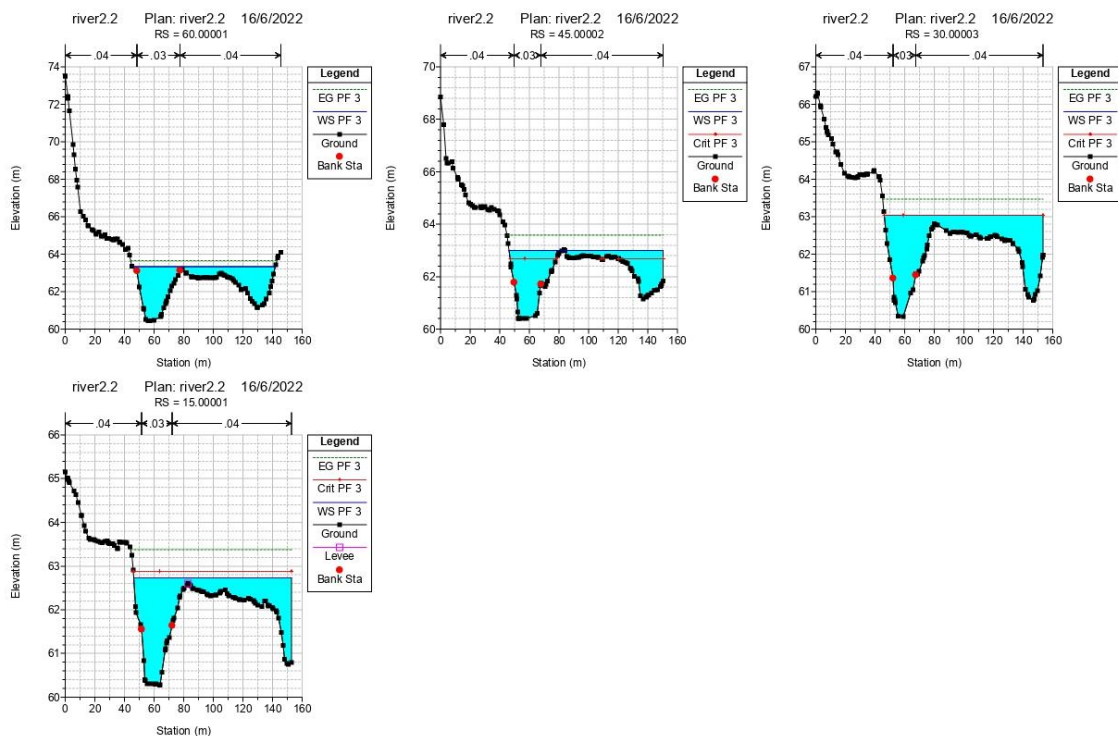 river2.2 Plan: river2.2 16/6/2022
RS = 60.00001
.04 .03 .04
74
72
70
68
66
64
62
60
0 20 40 60 80 100 120 140 160
Elevation (m)
Station (m)
Legend
EG PF 3
WS PF 3
Ground
Bank Sta
river2.2 Plan: river2.2 16/6/2022
RS = 45.00002
.04 .03 .04
70
68
66
64
62
60
0 20 40 60 80 100 120 140 160
Elevation (m)
Station (m)
Legend
EG PF 3
WS PF 3
Crit PF 3
Ground
Bank Sta
river2.2 Plan: river2.2 16/6/2022
RS = 30.00003
.04 .03 .04
67
66
65
64
63
62
61
60
0 20 40 60 80 100 120 140 160
Elevation (m)
Station (m)
Legend
EG PF 3
WS PF 3
Crit PF 3
Ground
Bank Sta
river2.2 Plan: river2.2 16/6/2022
RS = 15.00001
.04 .03 .04
66
65
64
63
62
61
60
0 20 40 60 80 100 120 140 160
Elevation (m)
Station (m)
Legend
EG PF 3
Crit PF 3
WS PF 3
Ground
Levee
Bank Sta